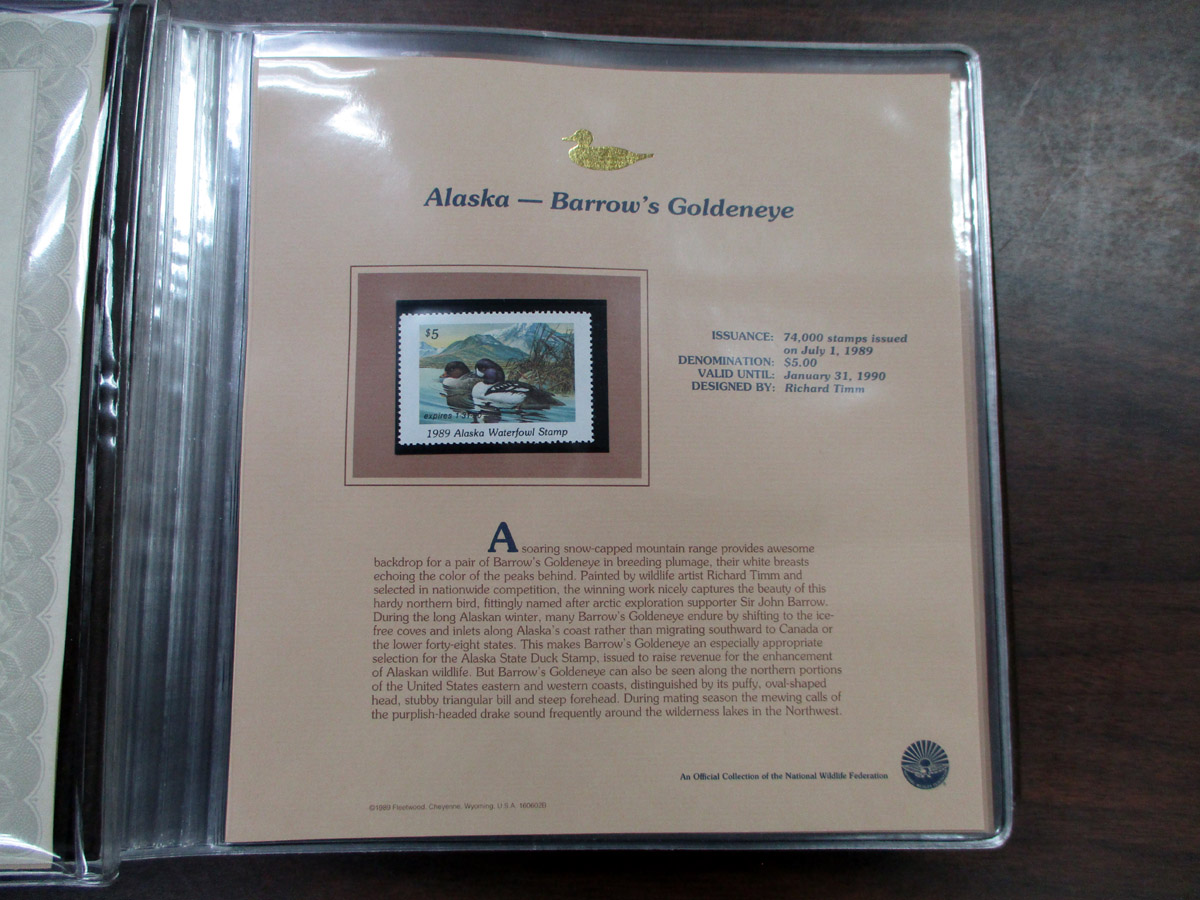 Alaska — Barrow's Goldeneye
$5
expires 1-31-90
1989 Alaska Waterfowl Stamp
ISSUANCE: 74,000 stamps issued
on July 1, 1989
DENOMINATION: $5.00
VALID UNTIL: January 31, 1990
DESIGNED BY: Richard Timm
A soaring snow-capped mountain range provides awesome
backdrop for a pair of Barrow's Goldeneye in breeding plumage, their white breasts
echoing the color of the peaks behind. Painted by wildlife artist Richard Timm and
selected in nationwide competition, the winning work nicely captures the beauty of this
hardy northern bird, fittingly named after arctic exploration supporter Sir John Barrow.
During the long Alaskan winter, many Barrow's Goldeneye endure by shifting to the ice-
free coves and inlets along Alaska's coast rather than migrating southward to Canada or
the lower forty-eight states. This makes Barrow's Goldeneye an especially appropriate
selection for the Alaska State Duck Stamp, issued to raise revenue for the enhancement
of Alaskan wildlife. But Barrow's Goldeneye can also be seen along the northern portions
of the United States eastern and western coasts, distinguished by its puffy, oval-shaped
head, stubby triangular bill and steep forehead. During mating season the mewing calls of
the purplish-headed drake sound frequently around the wilderness lakes in the Northwest.
An Official Collection of the National Wildlife Federation
©1989 Fleetwood, Cheyenne, Wyoming, U.S.A. 160602B